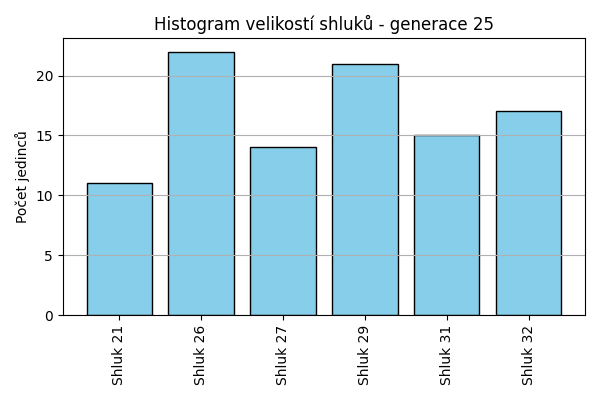 Histogram velikostí shluků - generace 25
Počet jedinců
20
15
10
5
0
Shluk 21
Shluk 26
Shluk 27
Shluk 29
Shluk 31
Shluk 32